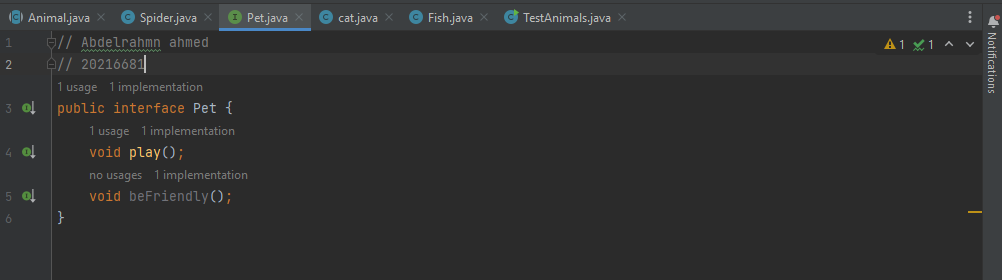 Animal.java Spider.java Pet.java cat.java Fish.java TestAnimals.java
1 // Abdelrahmn ahmed 1 1
2 // 20216681
1 usage 1 implementation
3 public interface Pet {
1 usage 1 implementation
4 void play();
no usages 1 implementation
5 void beFriendly();
6 }
Notifications